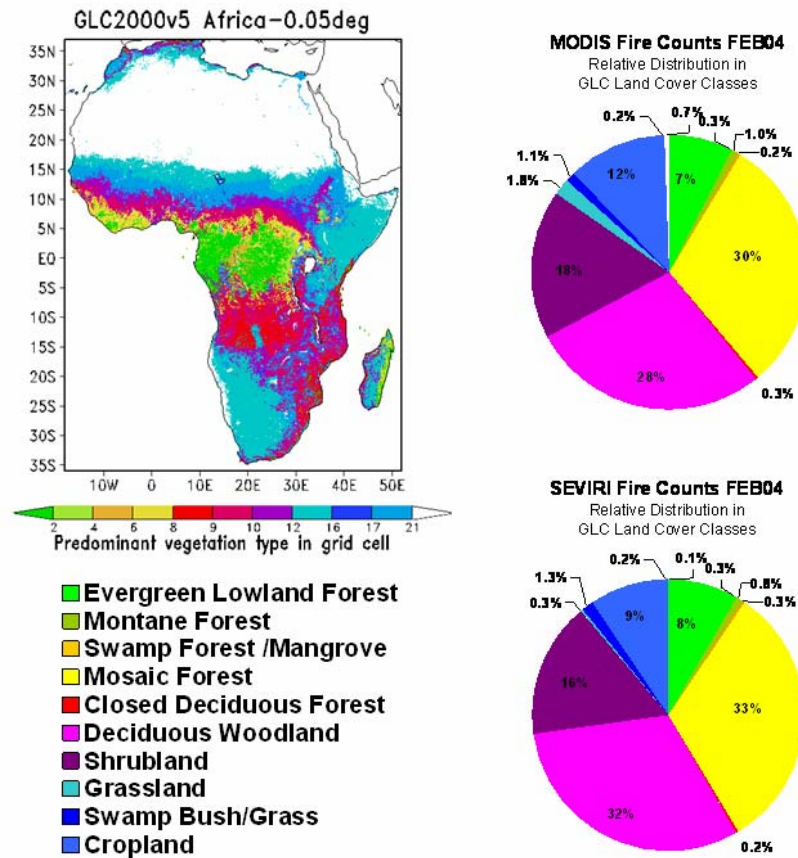 GLC2000v5 Africa-0.05deg
35N
30N
25N
20N
15N
10N
5N
EQ
5S
10S
15S
20S
25S
30S
35S
10W 0 10E 20E 30E 40E 50E
2 4 5 8 9 10 12 14 16 17 21
Predominant vegetation type in grid cell
Evergreen Lowland Forest
Montane Forest
Swamp Forest /Mangrove
Mosaic Forest
Closed Deciduous Forest
Deciduous Woodland
Shrubland
Grassland
Swamp Bush/Grass
Cropland
MODIS Fire Counts FEB04
Relative Distribution in
GLC Land Cover Classes
0.2% 0.7% 0.3% 1.0%
0.2%
1.1%
1.8%
12% 7%
30%
18%
28%
0.3%
SEVIRI Fire Counts FEB04
Relative Distribution in
GLC Land Cover Classes
0.2% 0.1% 0.3% 0.8%
0.3%
1.3%
0.3%
9% 8%
16%
33%
32%
0.2%